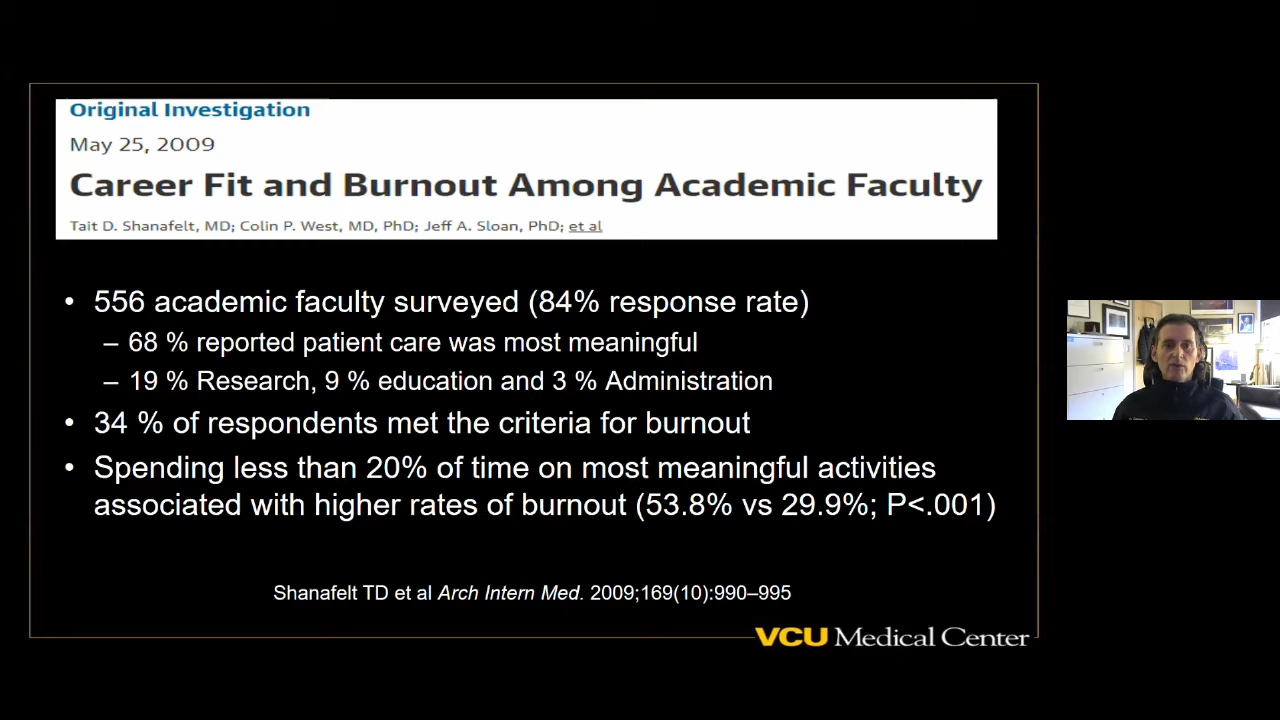 Original Investigation
May 25, 2009
Career Fit and Burnout Among Academic Faculty
Tait D. Shanafelt, MD; Colin P. West, MD, PhD; Jeff A. Sloan, PhD; et al
• 556 academic faculty surveyed (84% response rate)
– 68 % reported patient care was most meaningful
– 19 % Research, 9 % education and 3 % Administration
• 34 % of respondents met the criteria for burnout
• Spending less than 20% of time on most meaningful activities
associated with higher rates of burnout (53.8% vs 29.9%; P<.001)
Shanafelt TD et al Arch Intern Med. 2009;169(10):990–995
VCU Medical Center